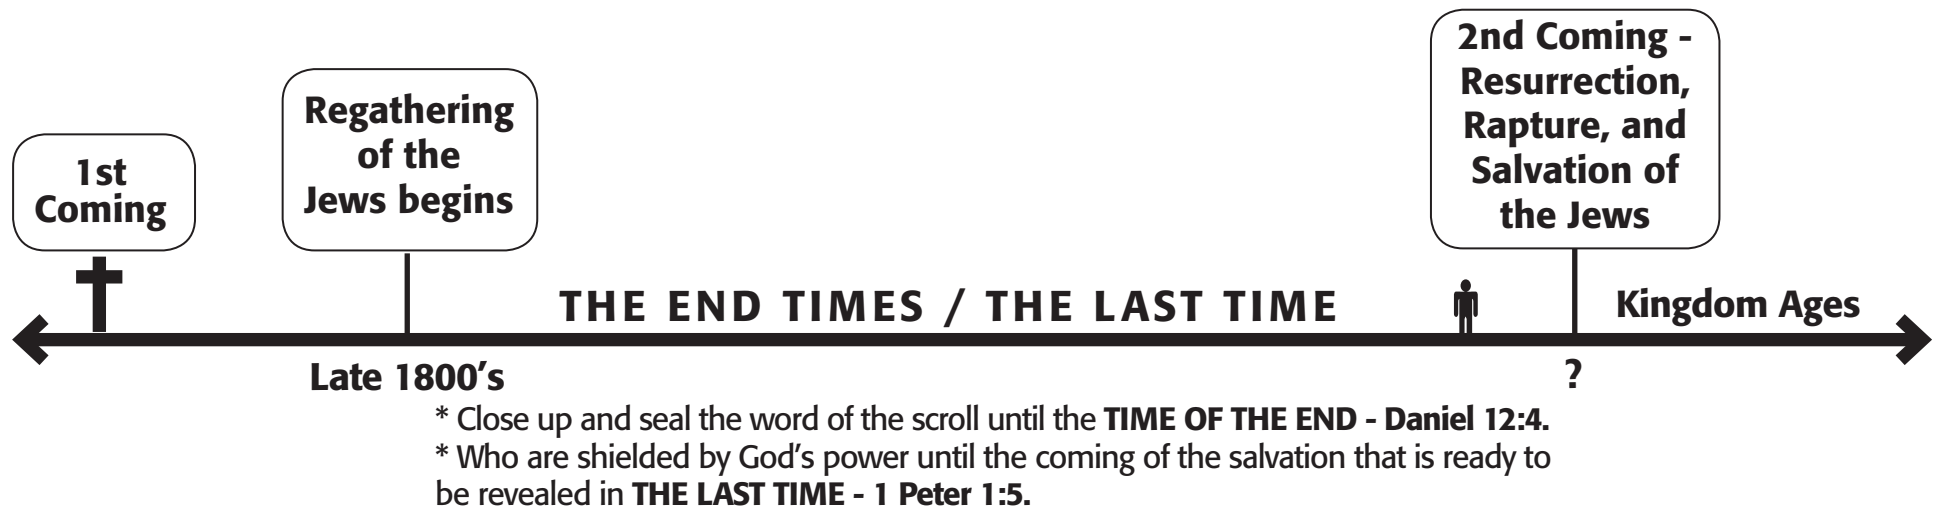 1st
Coming
Regathering
of the
Jews begins
2nd Coming -
Resurrection,
Rapture, and
Salvation of
the Jews
THE END TIMES / THE LAST TIME
Kingdom Ages
Late 1800's
?
* Close up and seal the word of the scroll until the TIME OF THE END - Daniel 12:4.
* Who are shielded by God's power until the coming of the salvation that is ready to
be revealed in THE LAST TIME - 1 Peter 1:5.